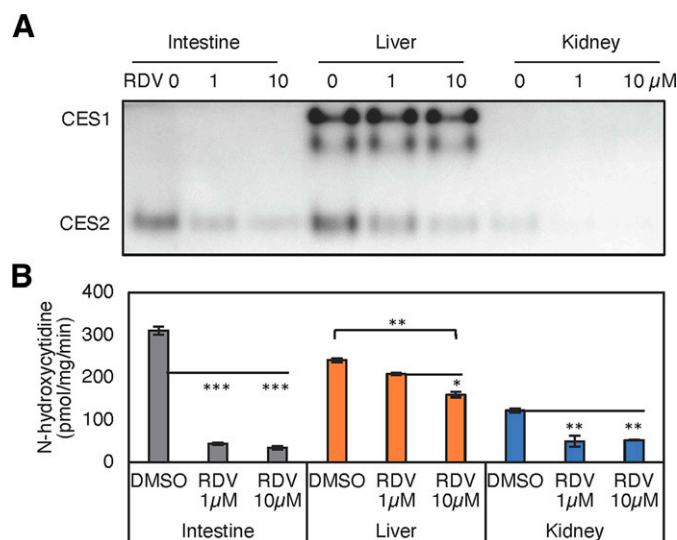 A
Intestine Liver Kidney
RDV 0 1 10 0 1 10 0 1 10 μM
CES1
CES2
B
N-hydroxycytidine
(pmol/mg/min)
400
300
200
100
0
*** ***
**
*
** **
DMSO RDV 1μM RDV 10μM DMSO RDV 1μM RDV 10μM DMSO RDV 1μM RDV 10μM
Intestine Liver Kidney